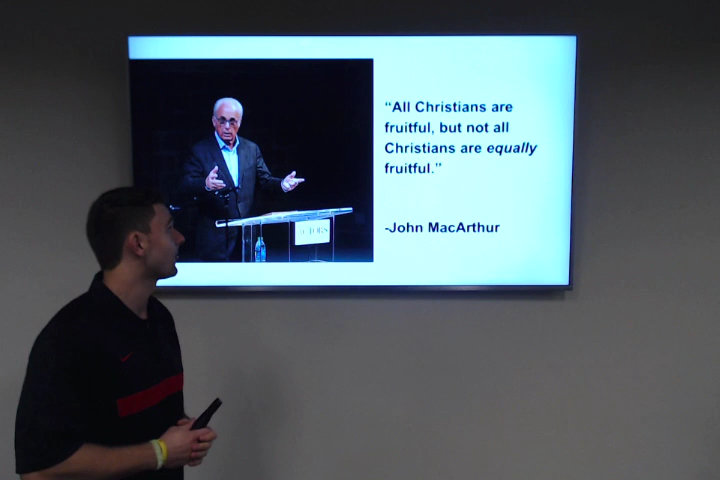 “All Christians are
fruitful, but not all
Christians are equally
fruitful.”
-John MacArthur